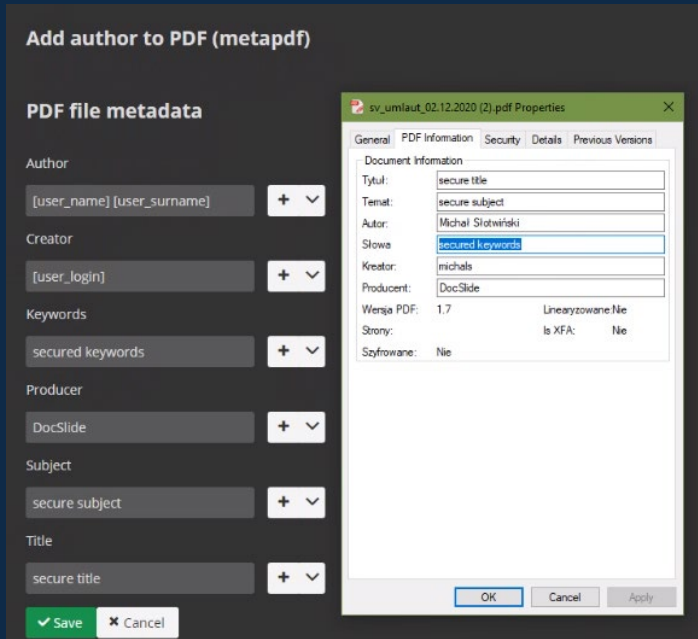 Add author to PDF (metapdf)
PDF file metadata
Author
[user_name] [user_surname]
Creator
[user_login]
Keywords
secured keywords
Producer
DocSlide
Subject
secure subject
Title
secure title
Save
Cancel
sv_umlaut_02.12.2020 (2).pdf Properties
General PDF Information Security Details Previous Versions
Document Information
Tytuł: secure title
Temat: secure subject
Autor: Michał Słotwiński
Słowa secured keywords
Kreator: michals
Producent: DocSlide
Wersja PDF: 1.7 Linearyzowane:Nie
Strony: Is XFA: Nie
Szyfrowane: Nie
OK Cancel Apply